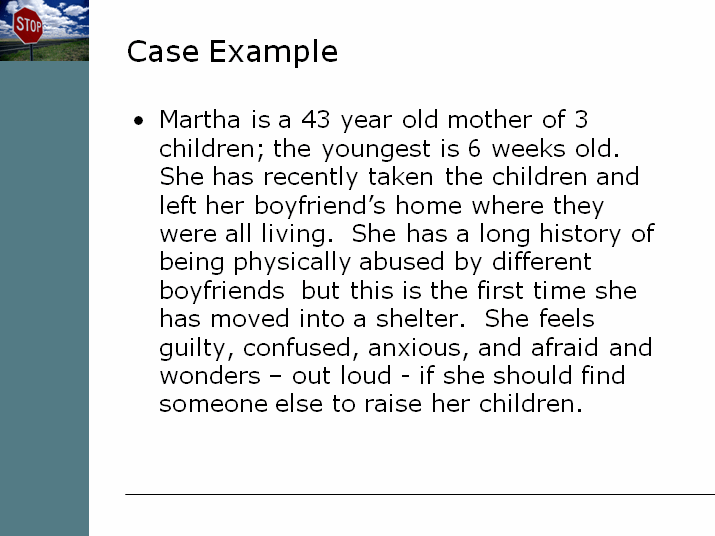 STOP
Case Example
• Martha is a 43 year old mother of 3
children; the youngest is 6 weeks old.
She has recently taken the children and
left her boyfriend’s home where they
were all living.  She has a long history of
being physically abused by different
boyfriends  but this is the first time she
has moved into a shelter.  She feels
guilty, confused, anxious, and afraid and
wonders – out loud - if she should find
someone else to raise her children.